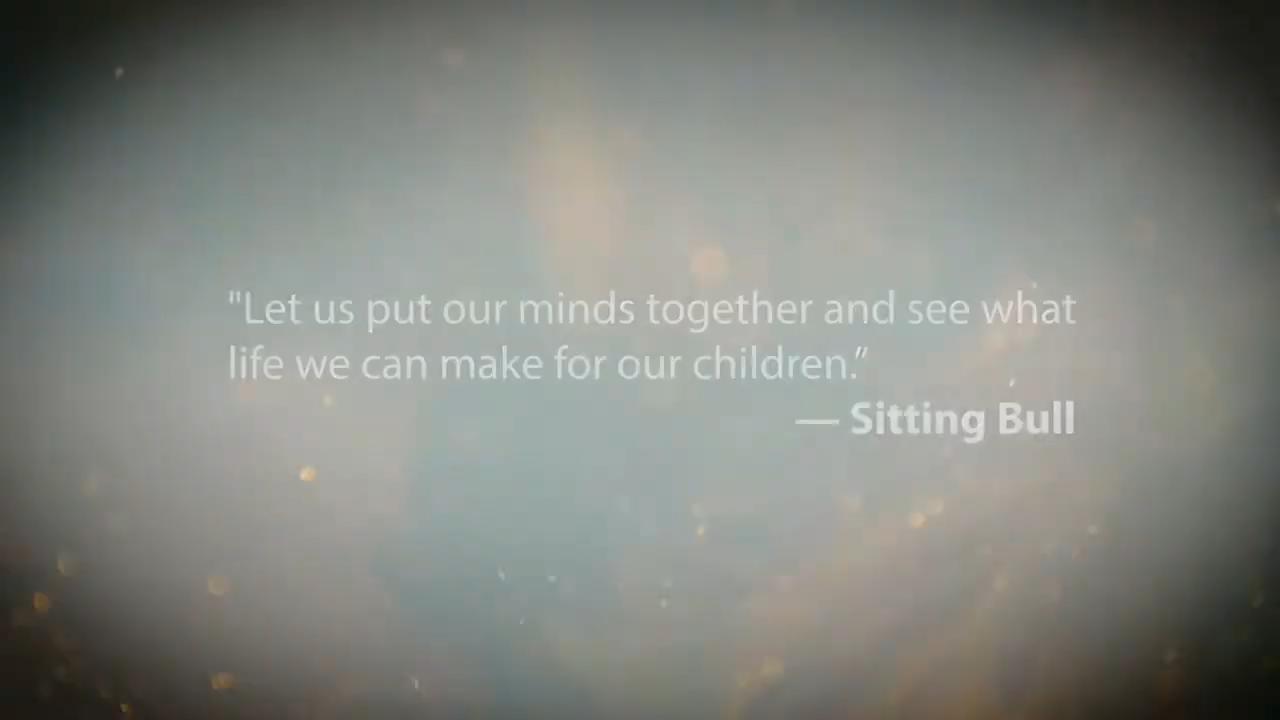 "Let us put our minds together and see what
life we can make for our children.”
— Sitting Bull